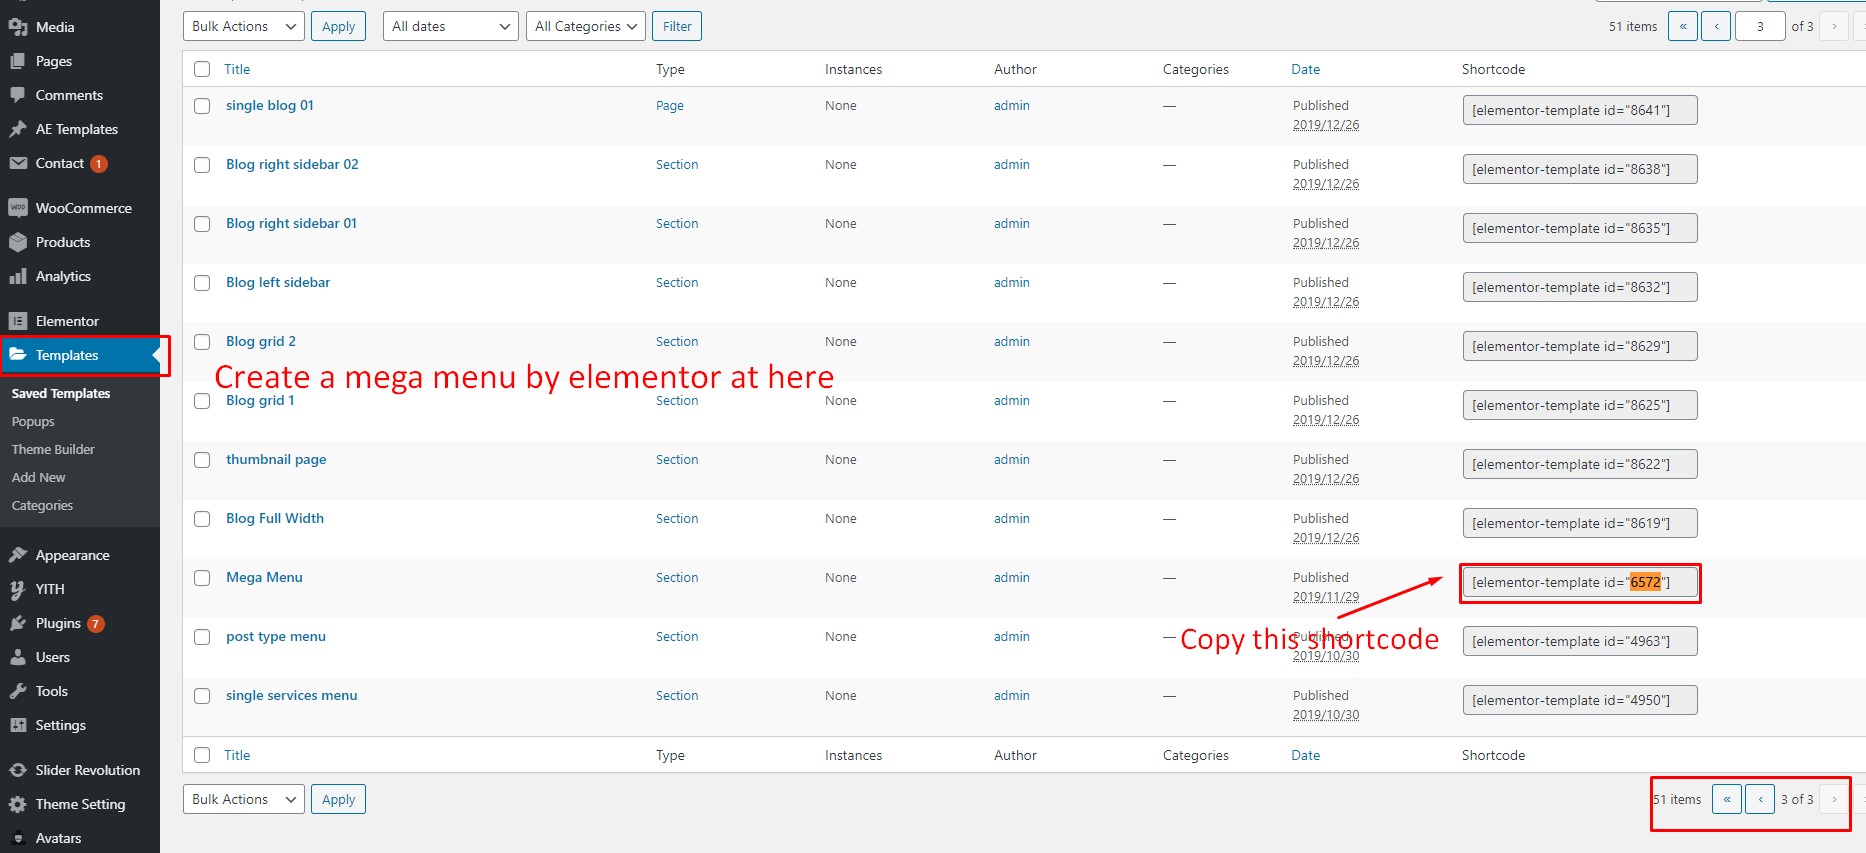 Media
Pages
Comments
AE Templates
Contact 1
WooCommerce
Products
Analytics
Elementor
Templates
Saved Templates
Popups
Theme Builder
Add New
Categories
Appearance
YITH
Plugins 7
Users
Tools
Settings
Slider Revolution
Theme Setting
Avatars
Bulk Actions Apply All dates All Categories Filter 51 items « ‹ 3 of 3 ›
Title Type Instances Author Categories Date Shortcode
single blog 01 Page None admin — Published [elementor-template id="8641"]
2019/12/26
Blog right sidebar 02 Section None admin — Published [elementor-template id="8638"]
2019/12/26
Blog right sidebar 01 Section None admin — Published [elementor-template id="8635"]
2019/12/26
Blog left sidebar Section None admin — Published [elementor-template id="8632"]
2019/12/26
Blog grid 2 Section None admin — Published [elementor-template id="8629"]
2019/12/26
Create a mega menu by elementor at here
Blog grid 1 Section None admin — Published [elementor-template id="8625"]
2019/12/26
thumbnail page Section None admin — Published [elementor-template id="8622"]
2019/12/26
Blog Full Width Section None admin — Published [elementor-template id="8619"]
2019/12/26
Mega Menu Section None admin — Published [elementor-template id="6572"]
2019/11/29
post type menu Section None admin — Published [elementor-template id="4963"]
Copy this shortcode
2019/10/30
single services menu Section None admin — Published [elementor-template id="4950"]
2019/10/30
Title Type Instances Author Categories Date Shortcode
Bulk Actions Apply 51 items « ‹ 3 of 3 ›